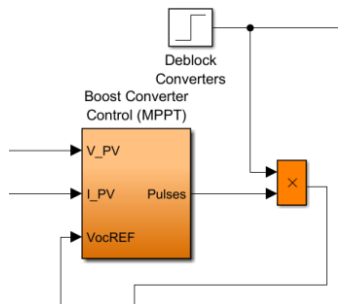 Deblock
Converters
Boost Converter
Control (MPPT)
V_PV
I_PV
Pulses
VocREF
×